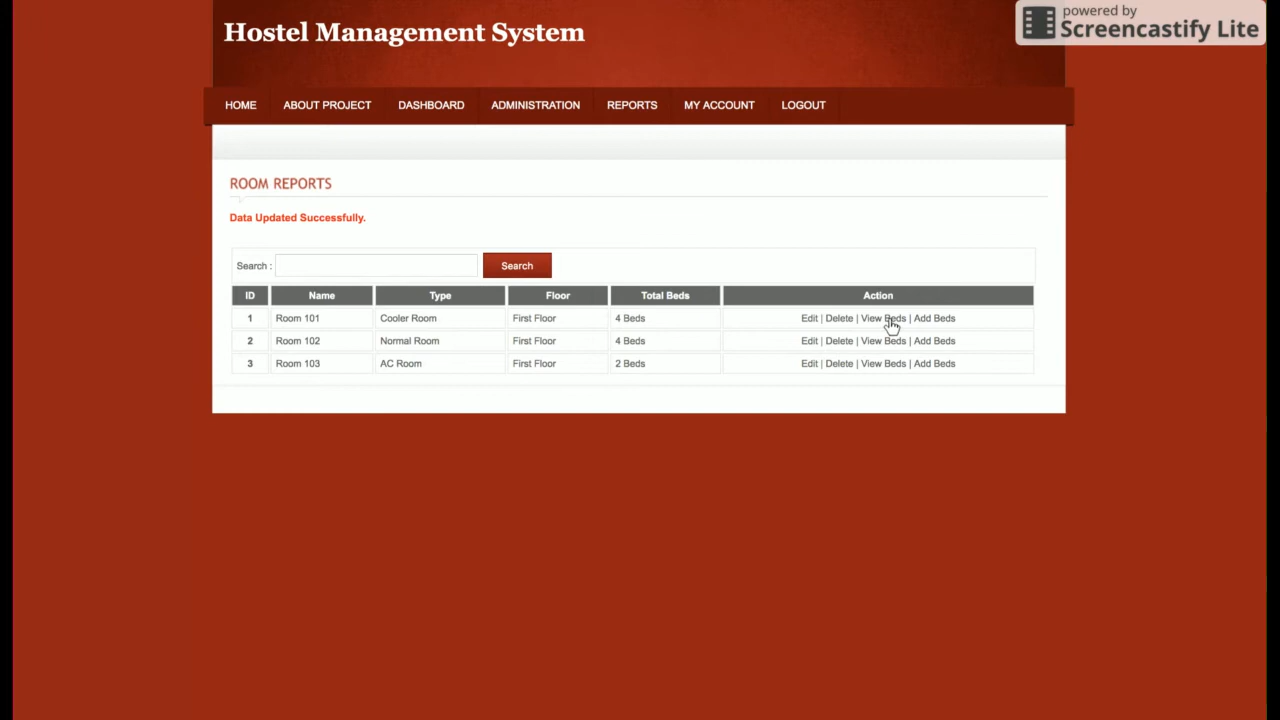 Hostel Management System
powered by
Screencastify Lite
HOME ABOUT PROJECT DASHBOARD ADMINISTRATION REPORTS MY ACCOUNT LOGOUT
ROOM REPORTS
Data Updated Successfully.
Search : Search
ID Name Type Floor Total Beds Action
1 Room 101 Cooler Room First Floor 4 Beds Edit | Delete | View Beds | Add Beds
2 Room 102 Normal Room First Floor 4 Beds Edit | Delete | View Beds | Add Beds
3 Room 103 AC Room First Floor 2 Beds Edit | Delete | View Beds | Add Beds